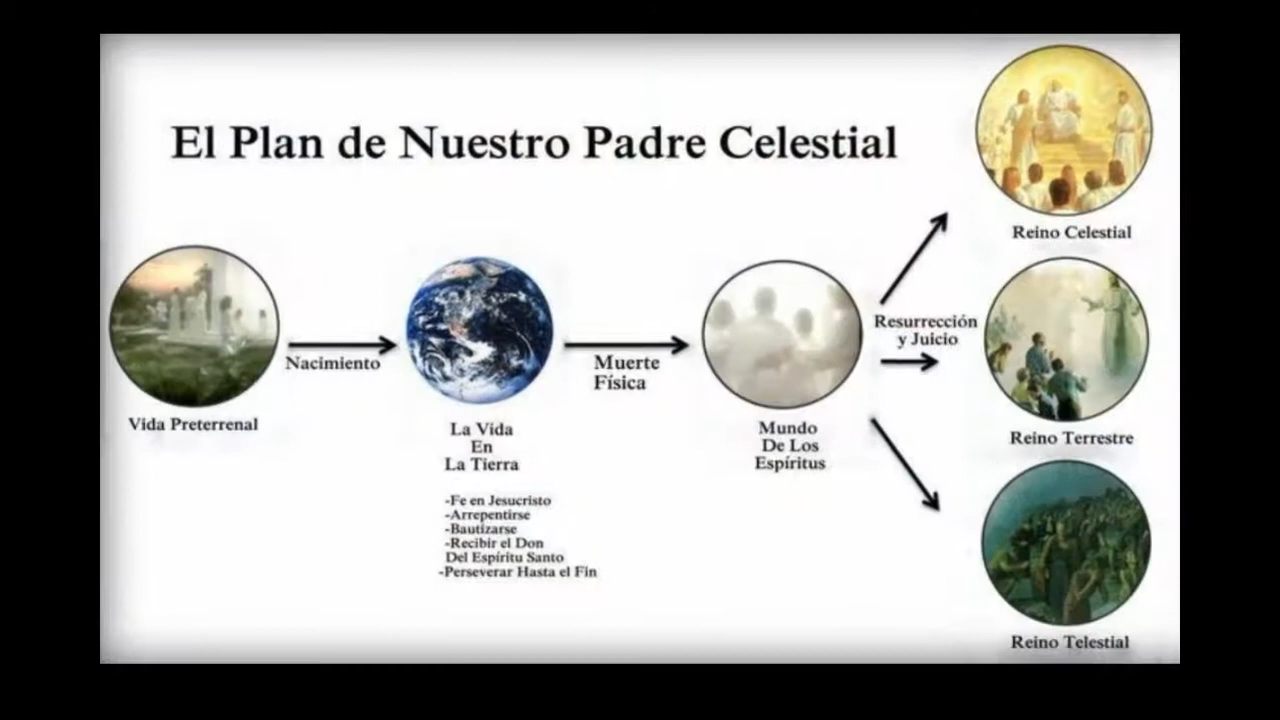 El Plan de Nuestro Padre Celestial
Vida Preterrenal
Nacimiento
La Vida
En
La Tierra
-Fe en Jesucristo
-Arrepentirse
-Bautizarse
-Recibir el Don
Del Espíritu Santo
-Perseverar Hasta el Fin
Muerte
Física
Mundo
De Los
Espíritus
Resurrección
y Juicio
Reino Celestial
Reino Terrestre
Reino Telestial